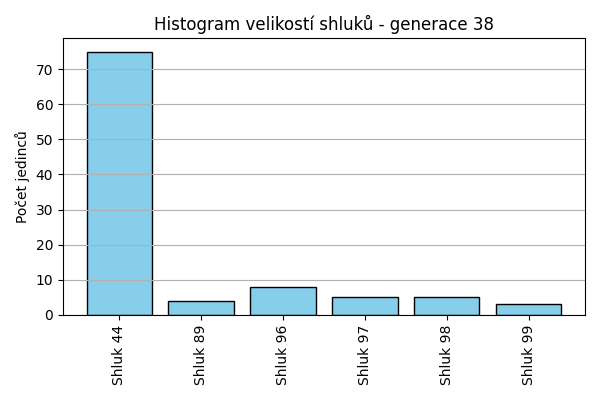 Histogram velikostí shluků - generace 38
Počet jedinců
70
60
50
40
30
20
10
0
Shluk 44
Shluk 89
Shluk 96
Shluk 97
Shluk 98
Shluk 99